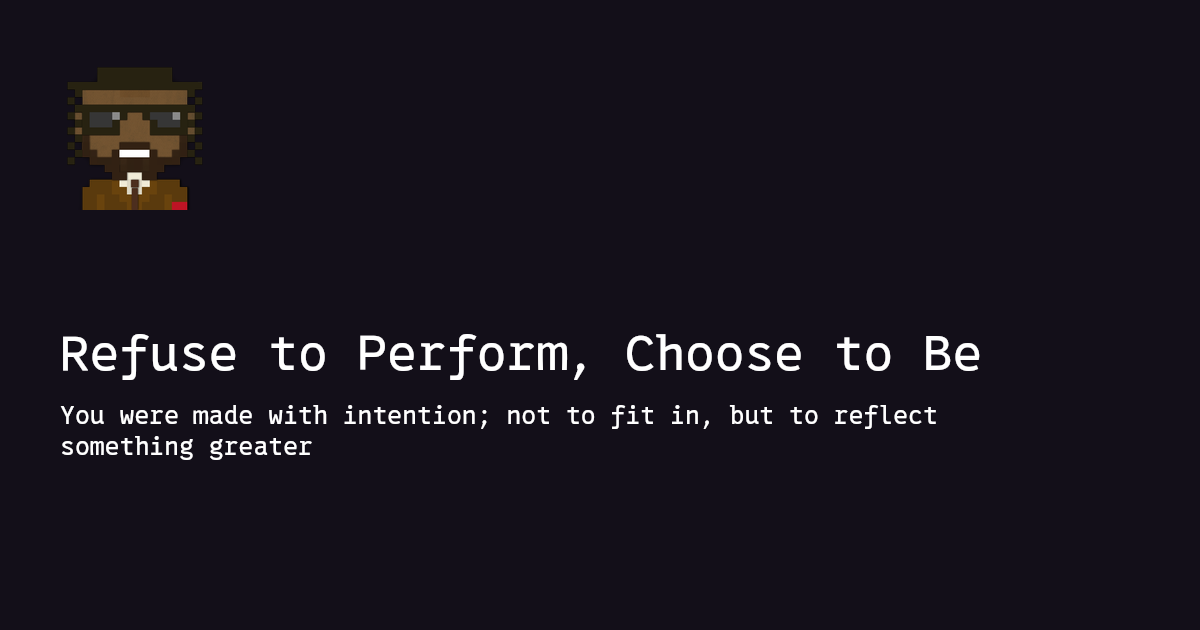 Refuse to Perform, Choose to Be
You were made with intention; not to fit in, but to reflect
something greater